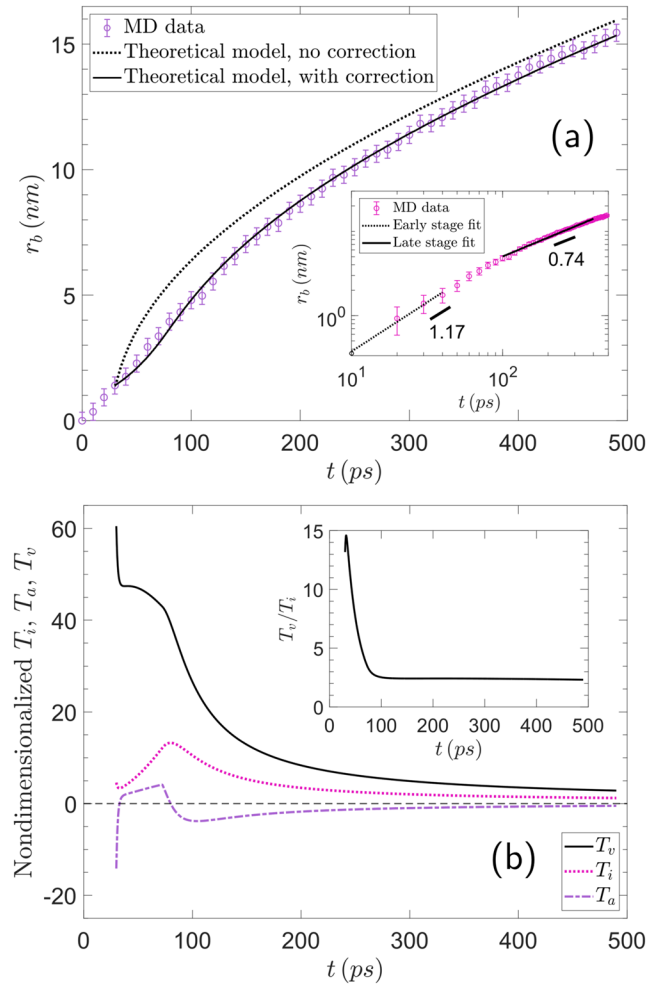 MD data
Theoretical model, no correction
Theoretical model, with correction
(a)
15
10
5
0
r_b (nm)
MD data
Early stage fit
Late stage fit
0.74
1.17
10^0
r_b (nm)
10^1
10^2
t (ps)
0 100 200 300 400 500
t (ps)
60
40
20
0
-20
Nondimensionalized T_i, T_a, T_v
15
10
5
0
T_v/T_i
0 100 200 300 400 500
t (ps)
(b)
T_v
T_i
T_a
0 100 200 300 400 500
t (ps)